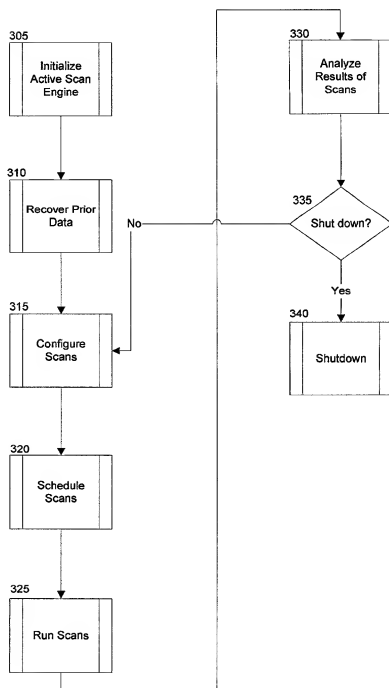 305
Initialize
Active Scan
Engine
310
Recover Prior
Data
315
Configure
Scans
320
Schedule
Scans
325
Run Scans
330
Analyze
Results of
Scans
335
Shut down?
No
Yes
340
Shutdown